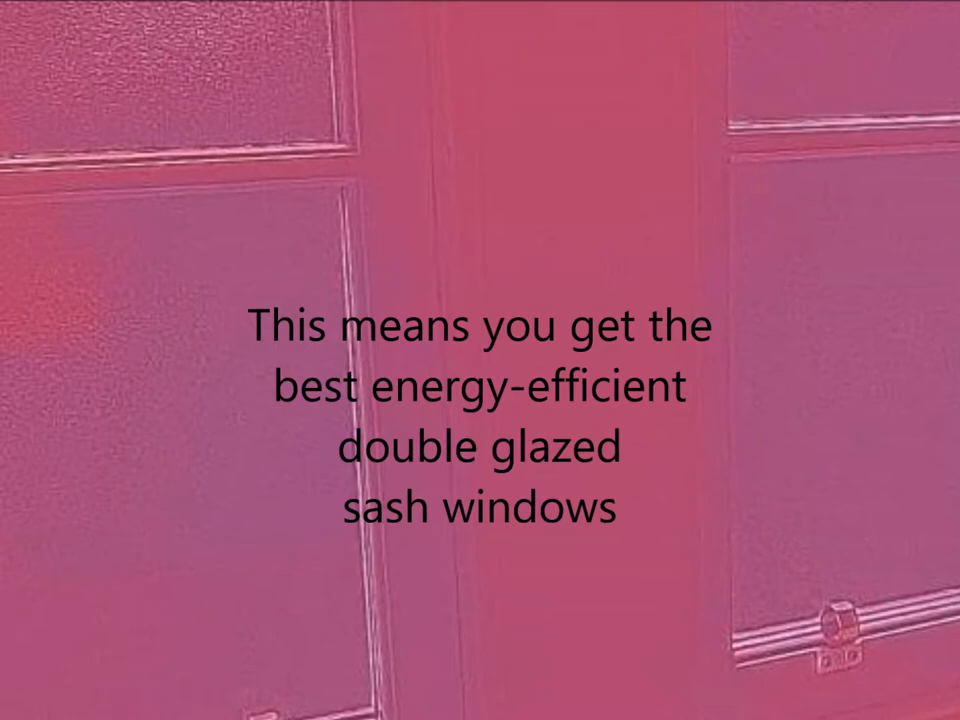 This means you get the
best energy-efficient
double glazed
sash windows